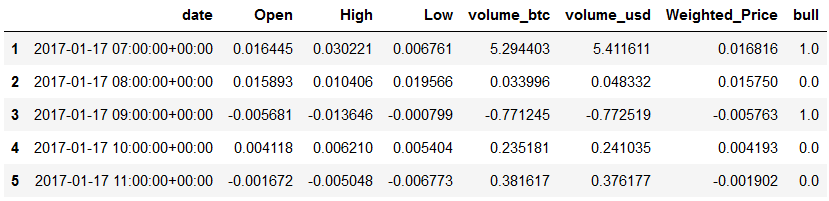 date Open High Low volume_btc volume_usd Weighted_Price bull
1 2017-01-17 07:00:00+00:00 0.016445 0.030221 0.006761 5.294403 5.411611 0.016816 1.0
2 2017-01-17 08:00:00+00:00 0.015893 0.010406 0.019566 0.033996 0.048332 0.015750 0.0
3 2017-01-17 09:00:00+00:00 -0.005681 -0.013646 -0.000799 -0.771245 -0.772519 -0.005763 1.0
4 2017-01-17 10:00:00+00:00 0.004118 0.006210 0.005404 0.235181 0.241035 0.004193 0.0
5 2017-01-17 11:00:00+00:00 -0.001672 -0.005048 -0.006773 0.381617 0.376177 -0.001902 0.0